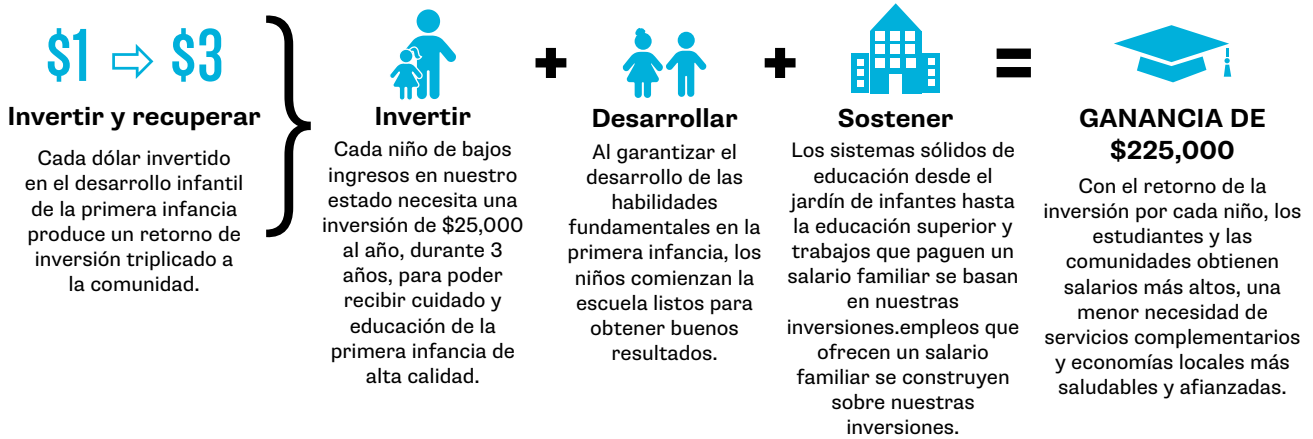 $1 ⇨ $3
Invertir y recuperar
Cada dólar invertido
en el desarrollo infantil
de la primera infancia
produce un retorno de
inversión triplicado a
la comunidad.
Invertir
Cada niño de bajos
ingresos en nuestro
estado necesita una
inversión de $25,000
al año, durante 3
años, para poder
recibir cuidado y
educación de la
primera infancia de
alta calidad.
+
Desarrollar
Al garantizar el
desarrollo de las
habilidades
fundamentales en la
primera infancia, los
niños comienzan la
escuela listos para
obtener buenos
resultados.
+
Sostener
Los sistemas sólidos de
educación desde el
jardín de infantes hasta
la educación superior y
trabajos que paguen un
salario familiar se basan
en nuestras
inversiones.empleos que
ofrecen un salario
familiar se construyen
sobre nuestras
inversiones.
=
GANANCIA DE
$225,000
Con el retorno de la
inversión por cada niño, los
estudiantes y las
comunidades obtienen
salarios más altos, una
menor necesidad de
servicios complementarios
y economías locales más
saludables y afianzadas.